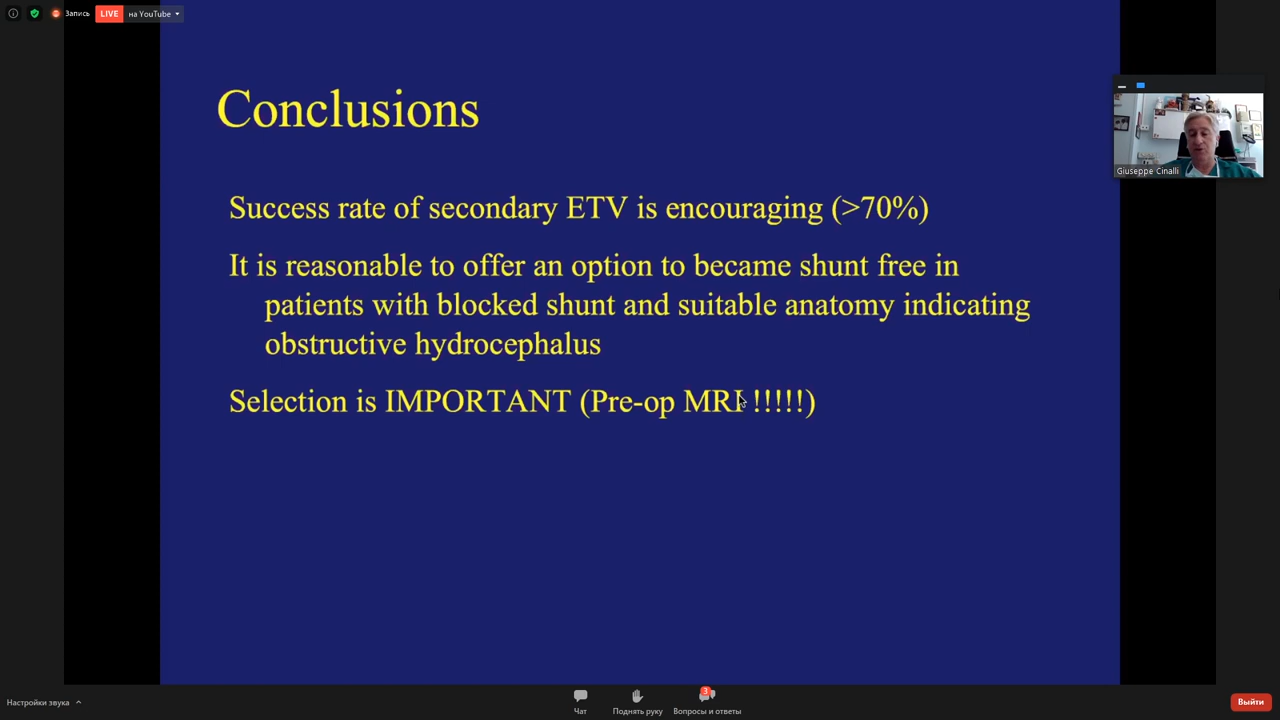 Запись
LIVE на YouTube
Conclusions
Giuseppe Cinalli
Success rate of secondary ETV is encouraging (>70%)
It is reasonable to offer an option to became shunt free in
patients with blocked shunt and suitable anatomy indicating
obstructive hydrocephalus
Selection is IMPORTANT (Pre-op MRI !!!!!)
3
Настройки звука
Чат
Поднять руку
Вопросы и ответы
Выйти